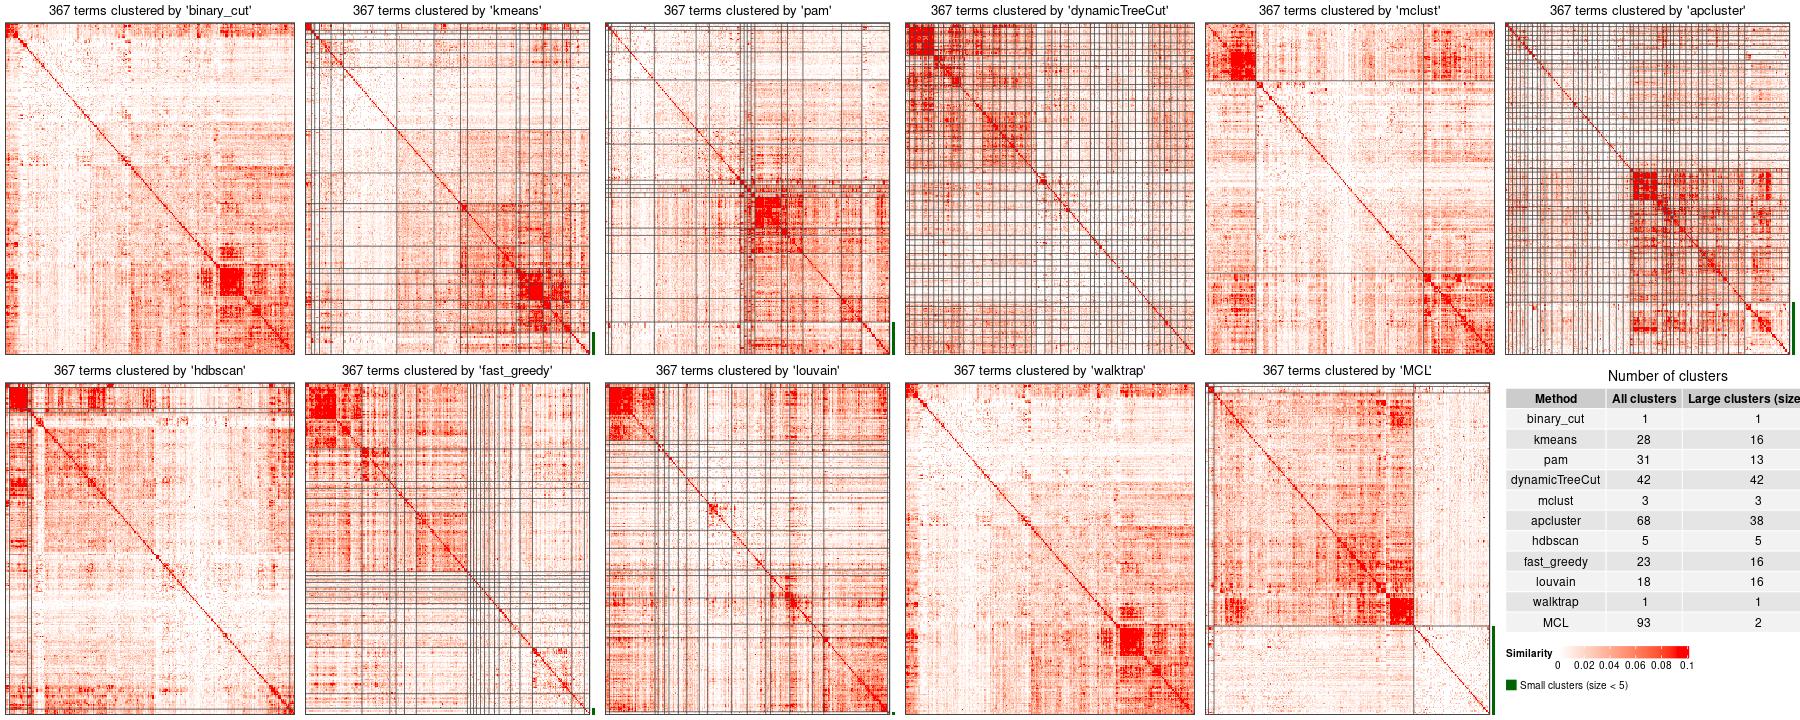 367 terms clustered by 'binary_cut'
367 terms clustered by 'kmeans'
367 terms clustered by 'pam'
367 terms clustered by 'dynamicTreeCut'
367 terms clustered by 'mclust'
367 terms clustered by 'apcluster'
367 terms clustered by 'hdbscan'
367 terms clustered by 'fast_greedy'
367 terms clustered by 'louvain'
367 terms clustered by 'walktrap'
367 terms clustered by 'MCL'
Number of clusters
Method All clusters Large clusters (size
binary_cut 1 1
kmeans 28 16
pam 31 13
dynamicTreeCut 42 42
mclust 3 3
apcluster 68 38
hdbscan 5 5
fast_greedy 23 16
louvain 18 16
walktrap 1 1
MCL 93 2
Similarity
0 0.02 0.04 0.06 0.08 0.1
Small clusters (size < 5)